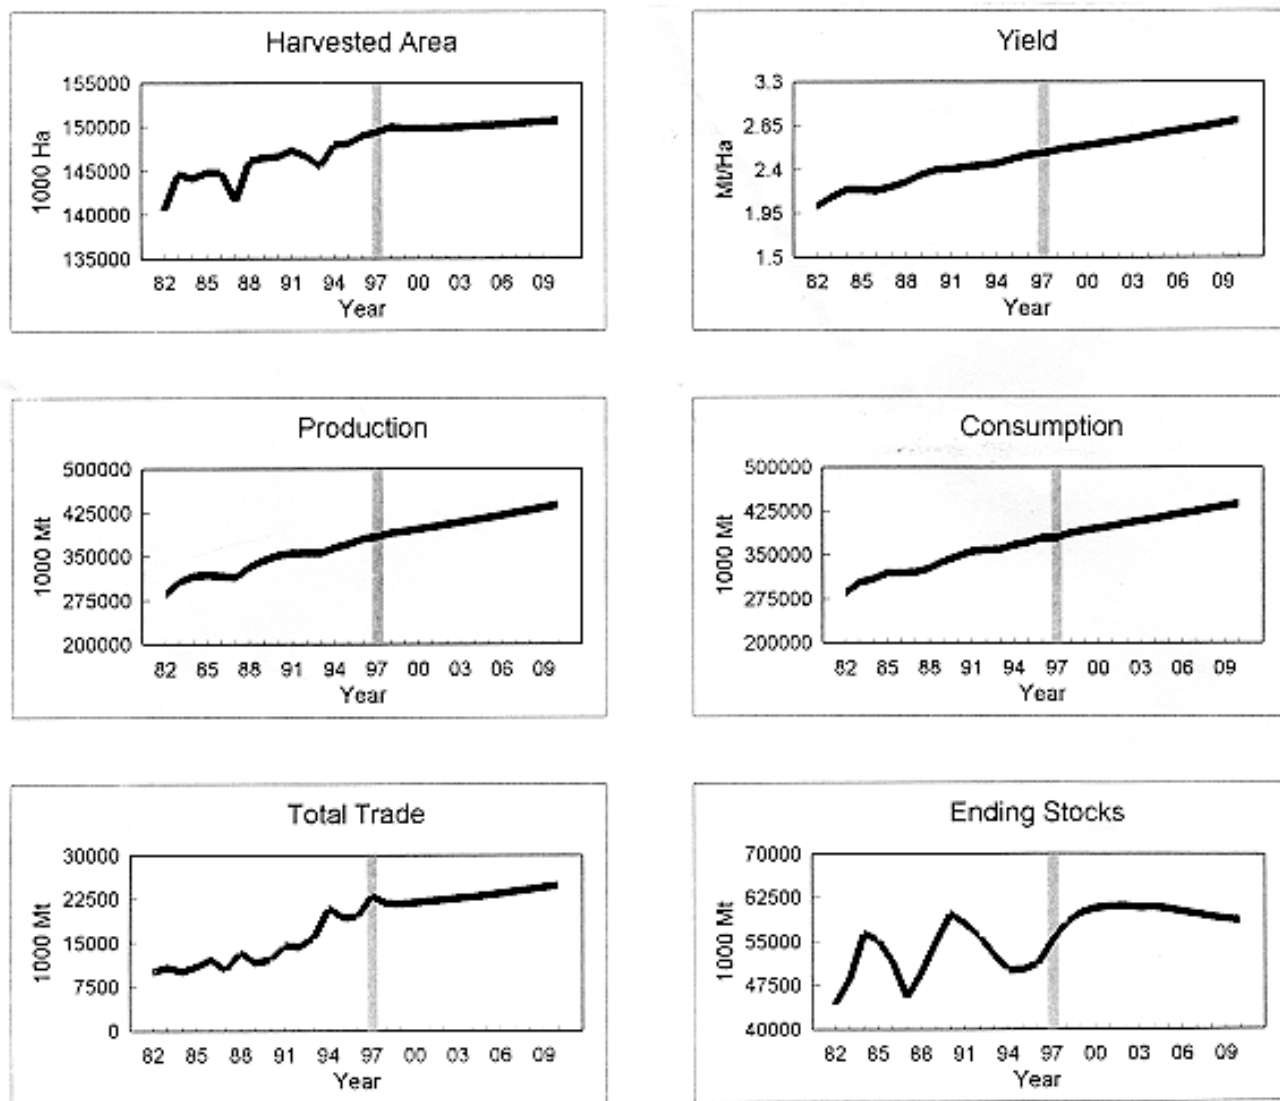 Harvested Area
155000
150000
145000
140000
135000
1000 Ha
82 85 88 91 94 97 00 03 06 09
Year
Yield
3.3
2.85
2.4
1.95
1.5
Mt/Ha
82 85 88 91 94 97 00 03 06 09
Year
Production
500000
425000
350000
275000
200000
1000 Mt
82 85 88 91 94 97 00 03 06 09
Year
Consumption
500000
425000
350000
275000
200000
1000 Mt
82 85 88 91 94 97 00 03 06 09
Year
Total Trade
30000
22500
15000
7500
0
1000 Mt
82 85 88 91 94 97 00 03 06 09
Year
Ending Stocks
70000
62500
55000
47500
40000
1000 Mt
82 85 88 91 94 97 00 03 06 09
Year